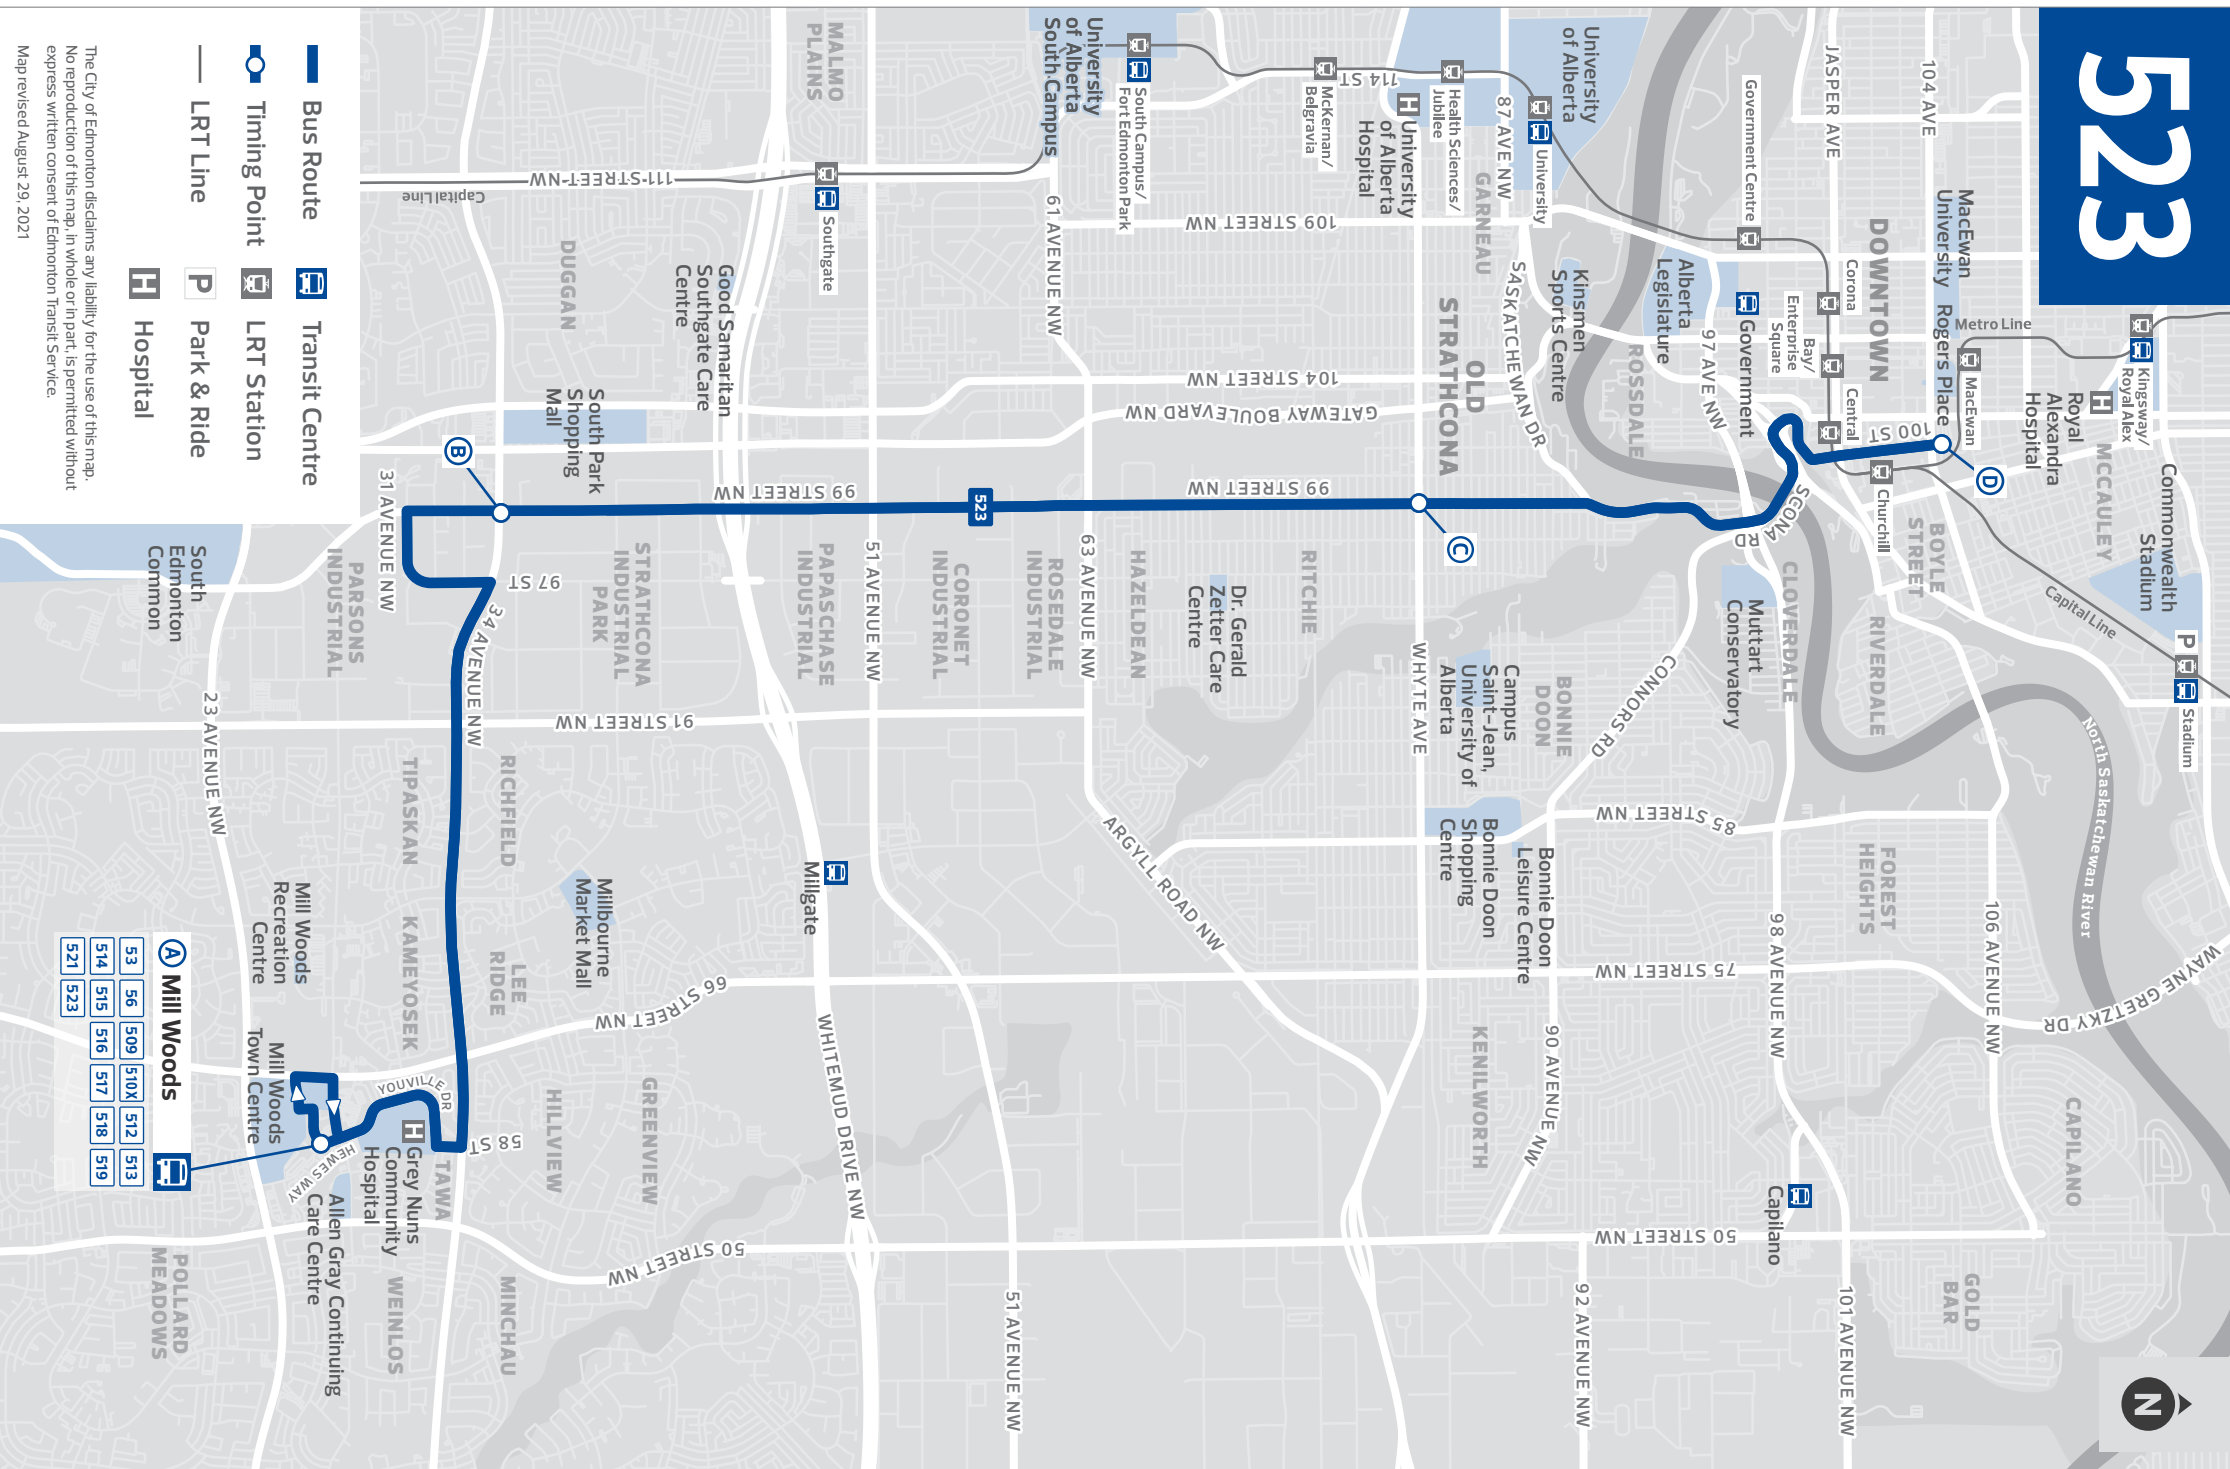 523
Bus Route
Timing Point
LRT Line
Transit Centre
LRT Station
P Park & Ride
H Hospital
The City of Edmonton disclaims any liability for the use of this map.
No reproduction of this map, in whole or in part, is permitted without
express written consent of Edmonton Transit Service.
Map revised August 29, 2021
N
104 AVE
JASPER AVE
Government Centre
MacEwan
University
Rogers Place
DOWNTOWN
Corona
Bay/
Enterprise
Square
Central
Churchill
MacEwan
Metro Line
Kingsway/
Royal Alex
H
Royal
Alexandra
Hospital
MCCAULEY
Commonwealth
Stadium
Capital Line
P
Stadium
BOYLE
STREET
RIVERDALE
North Saskatchewan River
100 ST
D
Alberta
Legislature
Government
97 AVE NW
ROSSDALE
SCONA RD
CLOVERDALE
Muttart
Conservatory
University
of Alberta
University
87 AVE NW
GARNEAU
Health Sciences/
Jubilee
H
University
of Alberta
Hospital
114 ST
McKernan/
Belgravia
Kinsmen
Sports Centre
SASKATCHEWAN DR
OLD
STRATHCONA
C
WHYTE AVE
CONNORS RD
BONNIE
DOON
Campus
Saint-Jean,
University of
Alberta
Bonnie Doon
Shopping
Centre
Bonnie Doon
Leisure Centre
85 STREET NW
98 AVENUE NW
FOREST
HEIGHTS
106 AVENUE NW
WAYNE GRETZKY DR
75 STREET NW
90 AVENUE NW
KENILWORTH
CAPILANO
Capilano
50 STREET NW
GOLD
BAR
101 AVENUE NW
92 AVENUE NW
109 STREET NW
104 STREET NW
GATEWAY BOULEVARD NW
99 STREET NW
RITCHIE
Dr. Gerald
Zetter Care
Centre
HAZELDEAN
South Campus/
Fort Edmonton Park
University
of Alberta
South Campus
61 AVENUE NW
63 AVENUE NW
ROSEDALE
INDUSTRIAL
ARGYLL ROAD NW
523
CORONET
INDUSTRIAL
51 AVENUE NW
PAPASCHASE
INDUSTRIAL
99 STREET NW
MALMO
PLAINS
Southgate
111 STREET NW
Capital Line
Good Samaritan
Southgate Care
Centre
DUGGAN
South Park
Shopping
Mall
STRATHCONA
INDUSTRIAL
PARK
91 STREET NW
Millgate
WHITEMUD DRIVE NW
51 AVENUE NW
B
31 AVENUE NW
97 ST
34 AVENUE NW
PARSONS
INDUSTRIAL
South
Edmonton
Common
23 AVENUE NW
RICHFIELD
TIPASKAN
Millbourne
Market Mall
LEE
RIDGE
KAMEYOSEK
66 STREET NW
Mill Woods
Recreation
Centre
Mill Woods
Town Centre
YOUVILLE DR
58 ST
HEWES WAY
H
Grey Nuns
Community
Hospital
TAWA
HILLVIEW
GREENVIEW
50 STREET NW
Allen Gray Continuing
Care Centre
WEINLOS
MINCHAU
POLLARD
MEADOWS
A Mill Woods
53 56 509 510X 512 513
514 515 516 517 518 519
521 523